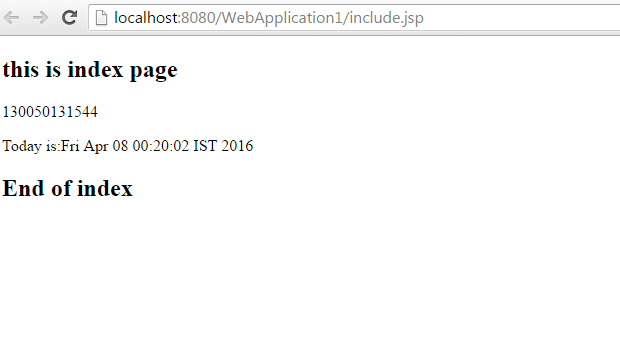 localhost:8080/WebApplication1/include.jsp
this is index page
130050131544
Today is:Fri Apr 08 00:20:02 IST 2016
End of index